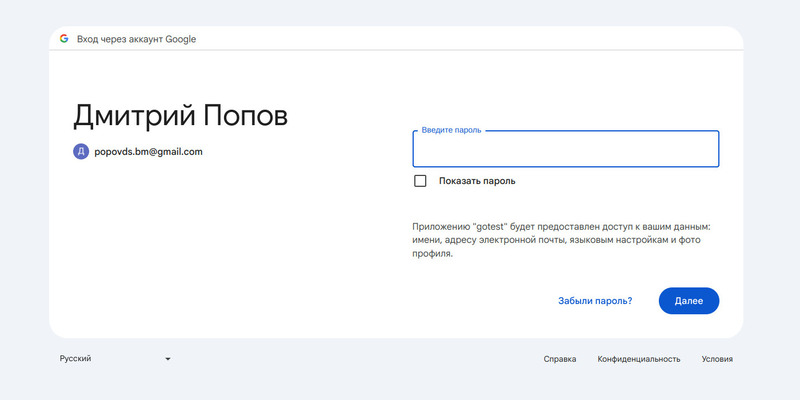 Вход через аккаунт Google
Дмитрий Попов
Д popovds.bm@gmail.com
Введите пароль
Показать пароль
Приложению "gotest" будет предоставлен доступ к вашим данным:
имени, адресу электронной почты, языковым настройкам и фото
профиля.
Забыли пароль? Далее
Русский Справка Конфиденциальность Условия